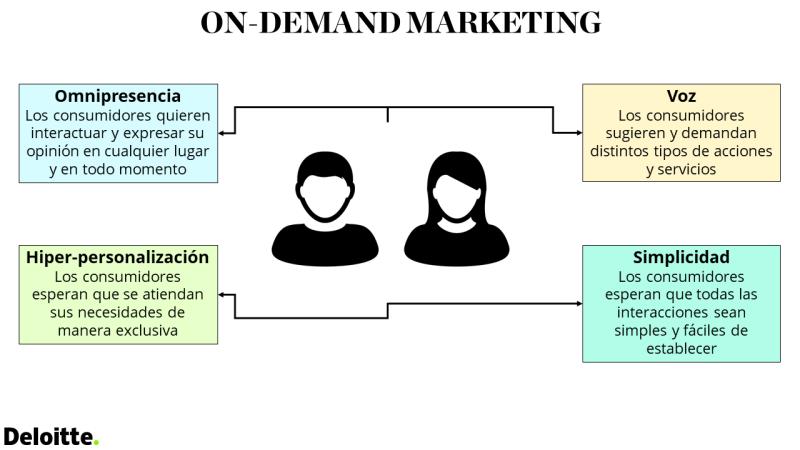 ON-DEMAND MARKETING
Omnipresencia
Los consumidores quieren
interactuar y expresar su
opinión en cualquier lugar
y en todo momento
Voz
Los consumidores
sugieren y demandan
distintos tipos de acciones
y servicios
Hiper-personalización
Los consumidores
esperan que se atiendan
sus necesidades de
manera exclusiva
Simplicidad
Los consumidores
esperan que todas las
interacciones sean
simples y fáciles de
establecer
Deloitte.